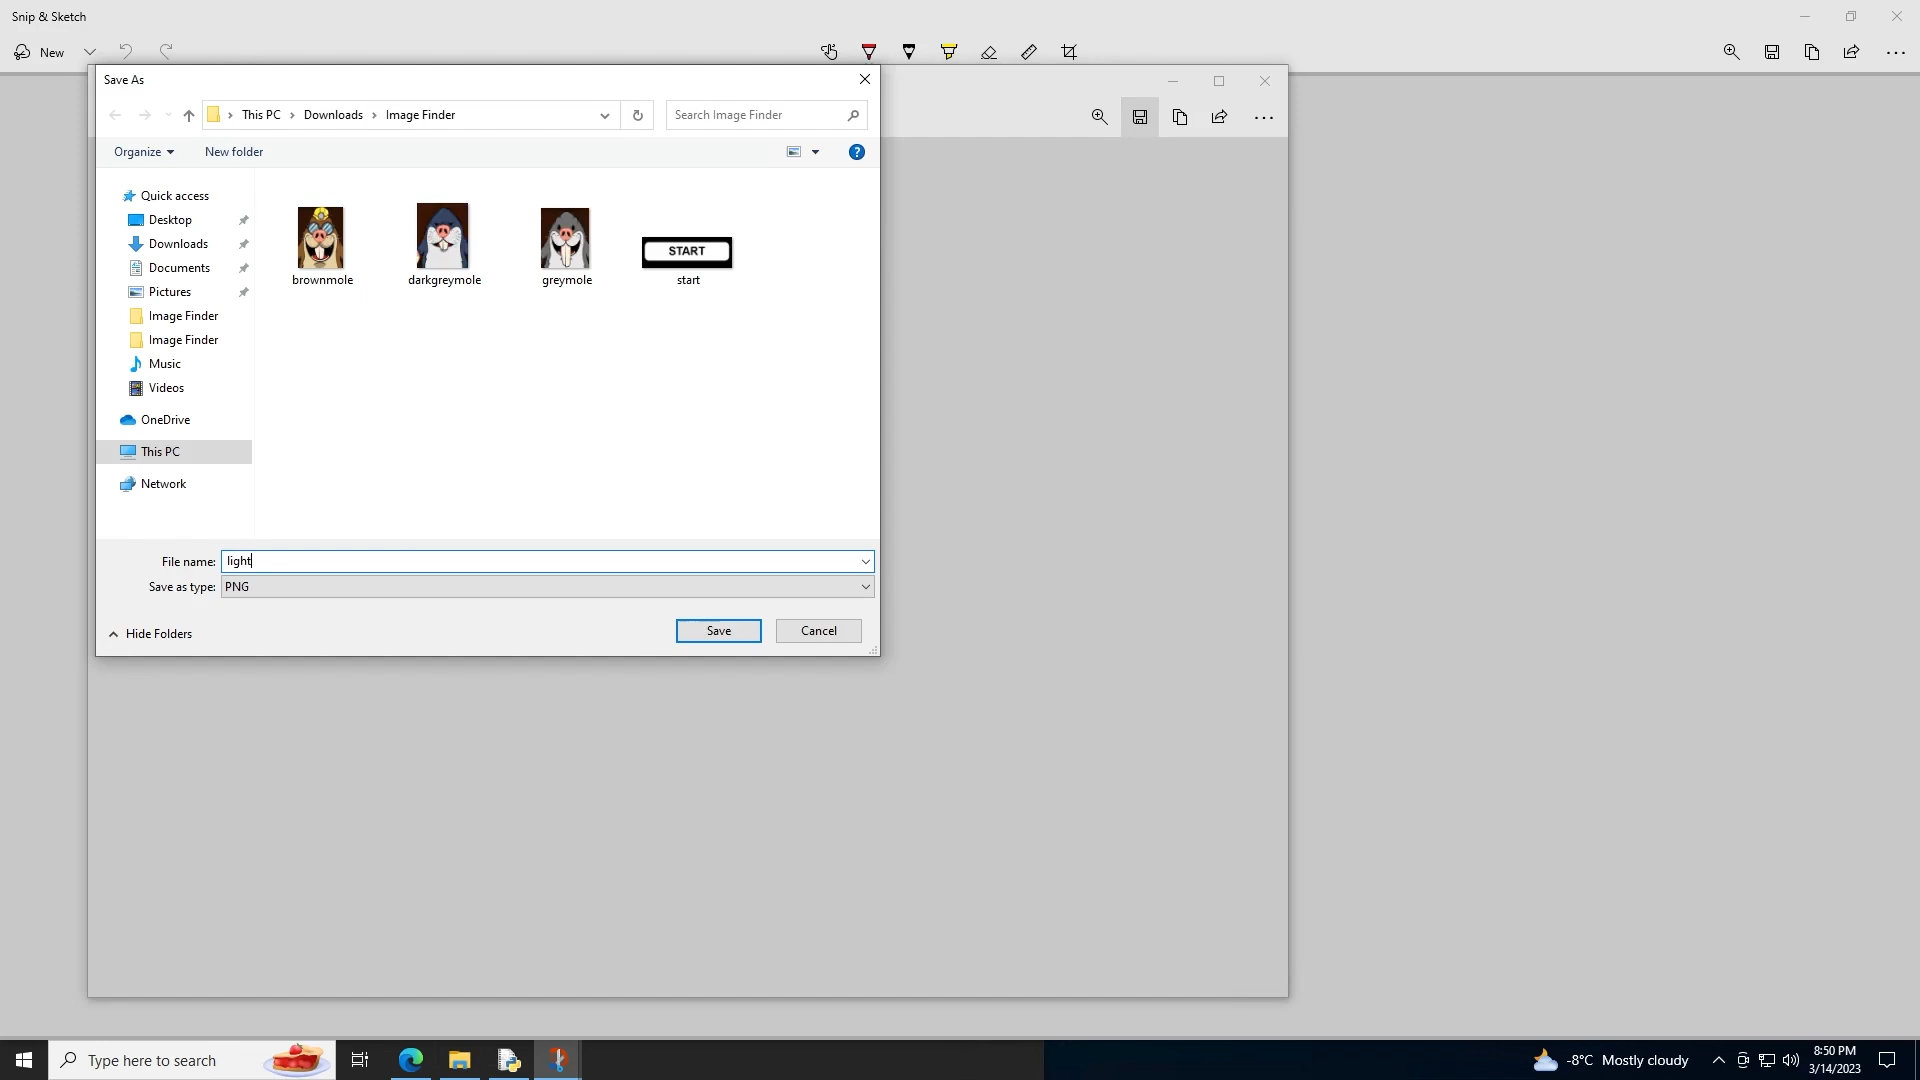 Snip & Sketch
New
Save As
This PC
Downloads
Image Finder
Search Image Finder
Organize
New folder
?
Quick access
Desktop
Downloads
Documents
Pictures
Image Finder
Image Finder
Music
Videos
OneDrive
This PC
Network
brownmole
darkgreymole
greymole
START
start
File name:
light
Save as type:
PNG
Hide Folders
Save
Cancel
Type here to search
-8°C Mostly cloudy
8:50 PM
3/14/2023